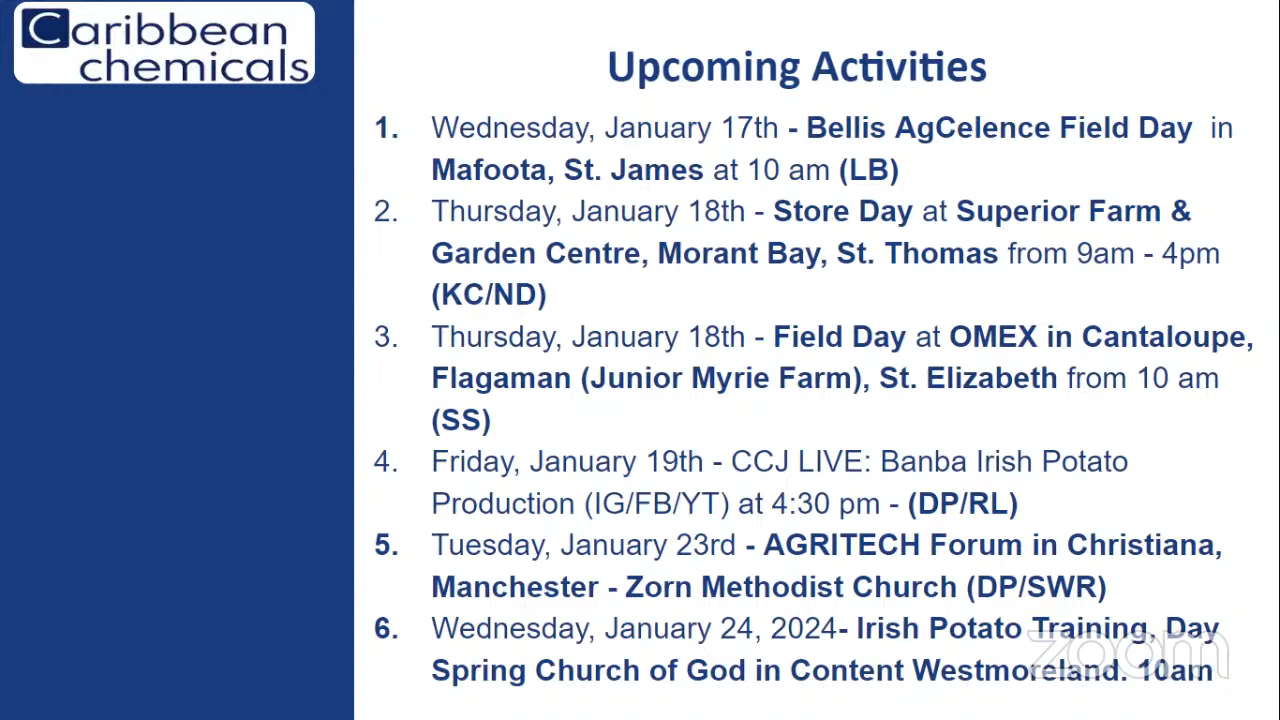 Caribbean
chemicals
Upcoming Activities
1. Wednesday, January 17th - Bellis AgCelence Field Day in
Mafoota, St. James at 10 am (LB)
2. Thursday, January 18th - Store Day at Superior Farm &
Garden Centre, Morant Bay, St. Thomas from 9am - 4pm
(KC/ND)
3. Thursday, January 18th - Field Day at OMEX in Cantaloupe,
Flagaman (Junior Myrie Farm), St. Elizabeth from 10 am
(SS)
4. Friday, January 19th - CCJ LIVE: Banba Irish Potato
Production (IG/FB/YT) at 4:30 pm - (DP/RL)
5. Tuesday, January 23rd - AGRITECH Forum in Christiana,
Manchester - Zorn Methodist Church (DP/SWR)
6. Wednesday, January 24, 2024- Irish Potato Training, Day
Spring Church of God in Content Westmoreland. 10am
zoom